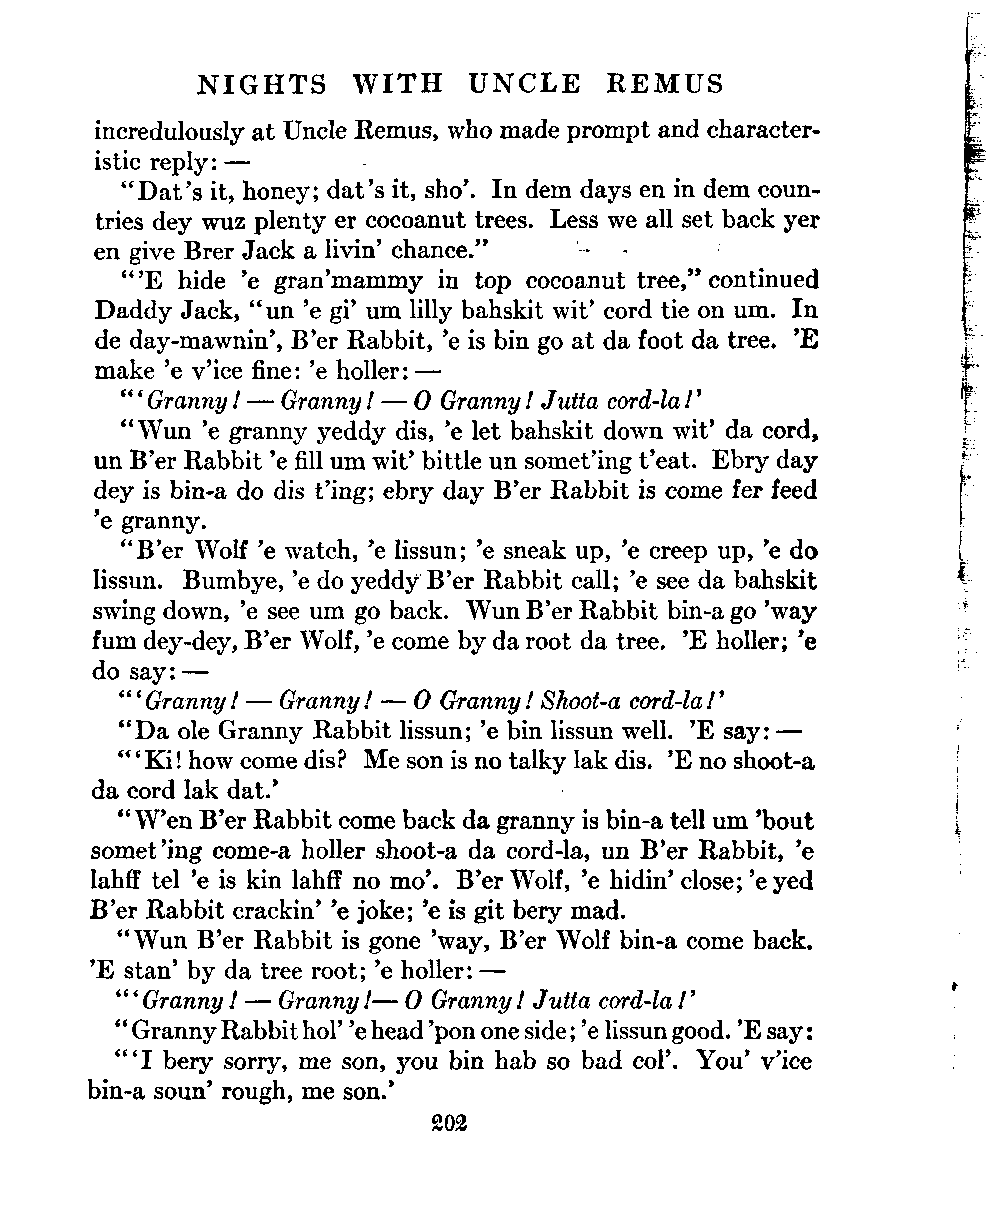 NIGHTS WITH UNCLE REMUS
incredulously at Uncle Remus, who made prompt and character-
istic reply: —
“Dat’s it, honey; dat’s it, sho’. In dem days en in dem coun-
tries dey wuz plenty er cocoanut trees. Less we all set back yer
en give Brer Jack a livin’ chance.”
“’E hide ’e gran’mammy in top cocoanut tree,” continued
Daddy Jack, “un ’e gi’ um lilly bahskit wit’ cord tie on um. In
de day-mawnin’, B’er Rabbit, ’e is bin go at da foot da tree. ’E
make ’e v’ice fine: ’e holler: —
“‘Granny! — Granny! — O Granny! Jutta cord-la!’
“Wun ’e granny yeddy dis, ’e let bahskit down wit’ da cord,
un B’er Rabbit ’e fill um wit’ bittle un somet’ing t’eat. Ebry day
dey is bin-a do dis t’ing; ebry day B’er Rabbit is come fer feed
’e granny.
“B’er Wolf ’e watch, ’e lissun; ’e sneak up, ’e creep up, ’e do
lissun. Bumbye, ’e do yeddy B’er Rabbit call; ’e see da bahskit
swing down, ’e see um go back. Wun B’er Rabbit bin-a go ’way
fum dey-dey, B’er Wolf, ’e come by da root da tree. ’E holler; ’e
do say: —
“‘Granny! — Granny! — O Granny! Shoot-a cord-la!’
“Da ole Granny Rabbit lissun; ’e bin lissun well. ’E say: —
“‘Ki! how come dis? Me son is no talky lak dis. ’E no shoot-a
da cord lak dat.’
“W’en B’er Rabbit come back da granny is bin-a tell um ’bout
somet’ing come-a holler shoot-a da cord-la, un B’er Rabbit, ’e
lahff tel ’e is kin lahff no mo’. B’er Wolf, ’e hidin’ close; ’e yed
B’er Rabbit crackin’ ’e joke; ’e is git bery mad.
“Wun B’er Rabbit is gone ’way, B’er Wolf bin-a come back.
’E stan’ by da tree root; ’e holler: —
“‘Granny! — Granny!— O Granny! Jutta cord-la!’
“Granny Rabbit hol’ ’e head ’pon one side; ’e lissun good. ’E say:
“‘I bery sorry, me son, you bin hab so bad col’. You’ v’ice
bin-a soun’ rough, me son.’
202